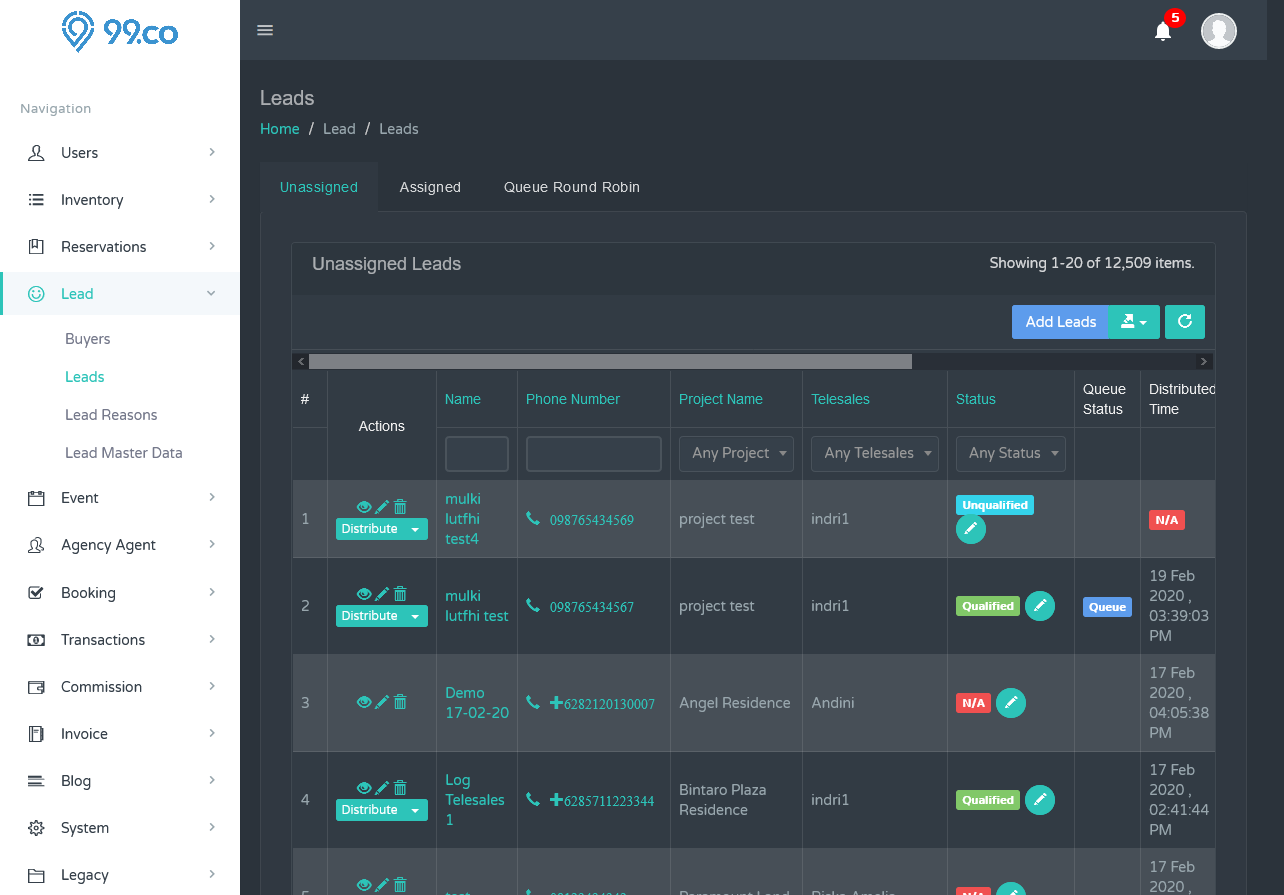 99.co
5
Navigation
Users
Inventory
Reservations
Lead
Buyers
Leads
Lead Reasons
Lead Master Data
Event
Agency Agent
Booking
Transactions
Commission
Invoice
Blog
System
Legacy
Leads
Home / Lead / Leads
Unassigned Assigned Queue Round Robin
Unassigned Leads Showing 1-20 of 12,509 items.
Add Leads
# Actions Name Phone Number Project Name Telesales Status Queue Status Distributed Time
Any Project Any Telesales Any Status
1 Distribute
mulki
lutfhi
test4
098765434569 project test indri1 Unqualified N/A
2 Distribute
mulki
lutfhi test
098765434567 project test indri1 Qualified Queue
19 Feb
2020 ,
03:39:03
PM
3
Demo
17-02-20
+6282120130007 Angel Residence Andini N/A
17 Feb
2020 ,
04:05:38
PM
4 Distribute
Log
Telesales
1
+6285711223344
Bintaro Plaza
Residence
indri1 Qualified
17 Feb
2020 ,
02:41:44
PM
17 Feb
2020 ,